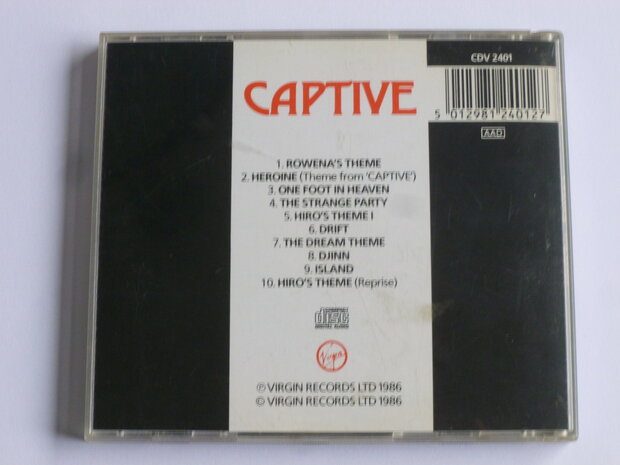 CDV 2401
5 012981 240127
AAD
CAPTIVE
1. ROWENA'S THEME
2. HEROINE (Theme from 'CAPTIVE')
3. ONE FOOT IN HEAVEN
4. THE STRANGE PARTY
5. HIRO'S THEME I
6. DRIFT
7. THE DREAM THEME
8. DJINN
9. ISLAND
10. HIRO'S THEME (Reprise)
disc
DIGITAL AUDIO
Virgin
℗ VIRGIN RECORDS LTD 1986
© VIRGIN RECORDS LTD 1986